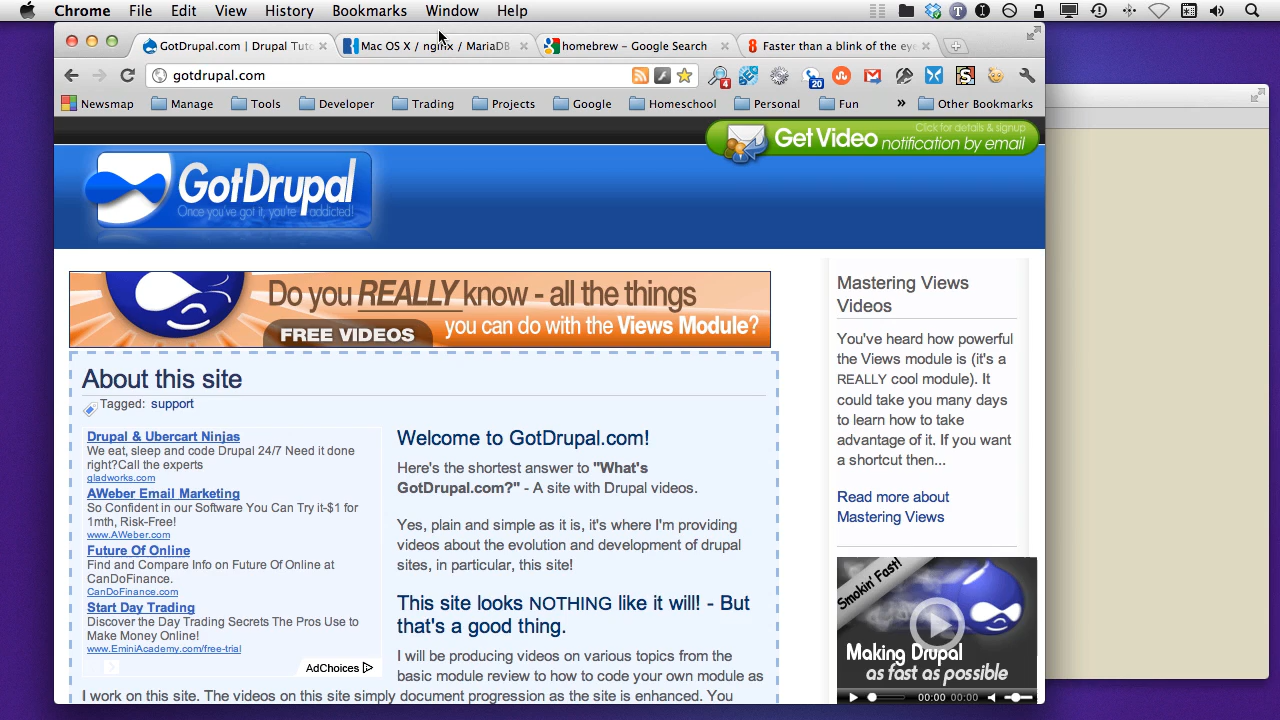 Chrome File Edit View History Bookmarks Window Help
GotDrupal.com | Drupal Tuto
Mac OS X / nginx / MariaDB
homebrew – Google Search
8 Faster than a blink of the eye
gotdrupal.com
4
20
Newsmap Manage Tools Developer Trading Projects Google Homeschool Personal Fun » Other Bookmarks
Click for details & signup
Get Video notification by email
GotDrupal
Once you've got it, you're addicted!
Do you REALLY know - all the things
you can do with the Views Module?
FREE VIDEOS
About this site
Tagged: support
Drupal & Ubercart Ninjas
We eat, sleep and code Drupal 24/7 Need it done
right?Call the experts
gladworks.com
AWeber Email Marketing
So Confident in our Software You Can Try it-$1 for
1mth, Risk-Free!
www.AWeber.com
Future Of Online
Find and Compare Info on Future Of Online at
CanDoFinance.
CanDoFinance.com
Start Day Trading
Discover the Day Trading Secrets The Pros Use to
Make Money Online!
www.EminiAcademy.com/free-trial
AdChoices
Welcome to GotDrupal.com!
Here's the shortest answer to "What's
GotDrupal.com?" - A site with Drupal videos.
Yes, plain and simple as it is, it's where I'm providing
videos about the evolution and development of drupal
sites, in particular, this site!
This site looks NOTHING like it will! - But
that's a good thing.
I will be producing videos on various topics from the
basic module review to how to code your own module as
I work on this site. The videos on this site simply document progression as the site is enhanced. You
Mastering Views
Videos
You've heard how powerful
the Views module is (it's a
REALLY cool module). It
could take you many days
to learn how to take
advantage of it. If you want
a shortcut then...
Read more about
Mastering Views
Smokin' Fast!
Making Drupal
as fast as possible
00:00 00:00